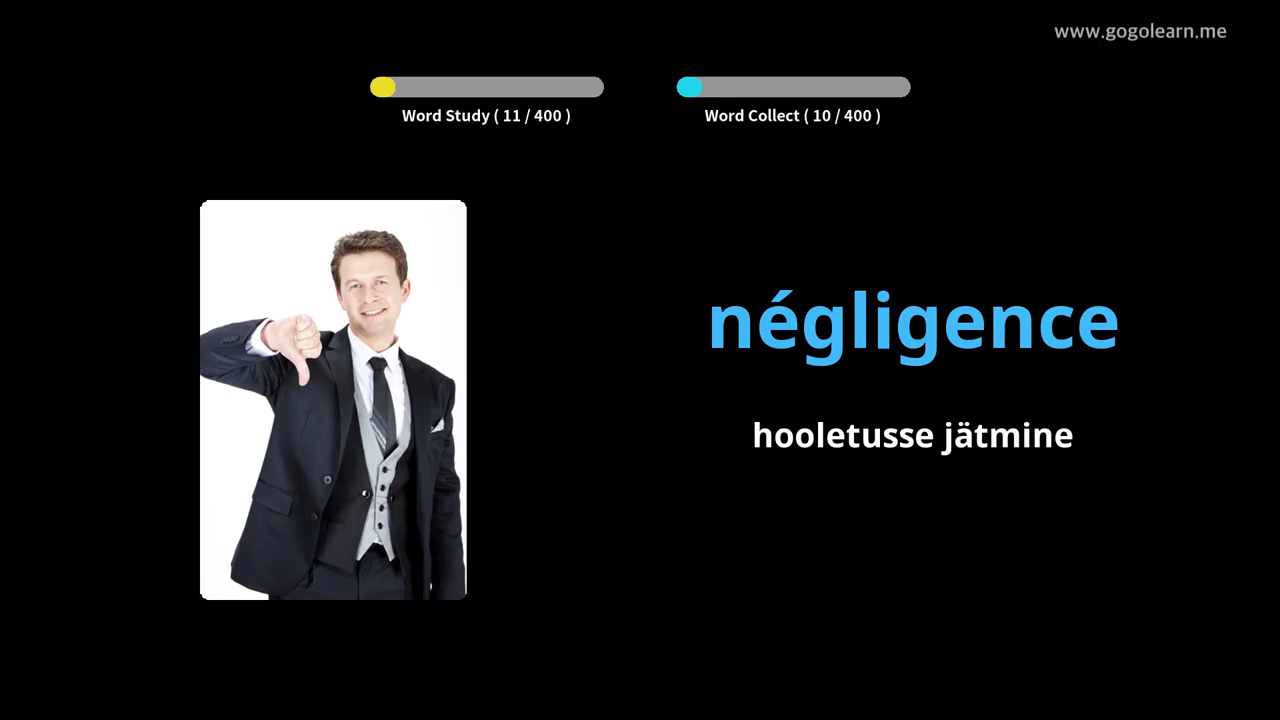 www.gogolearn.me
Word Study ( 11 / 400 )
Word Collect ( 10 / 400 )
négligence
hooletusse jätmine